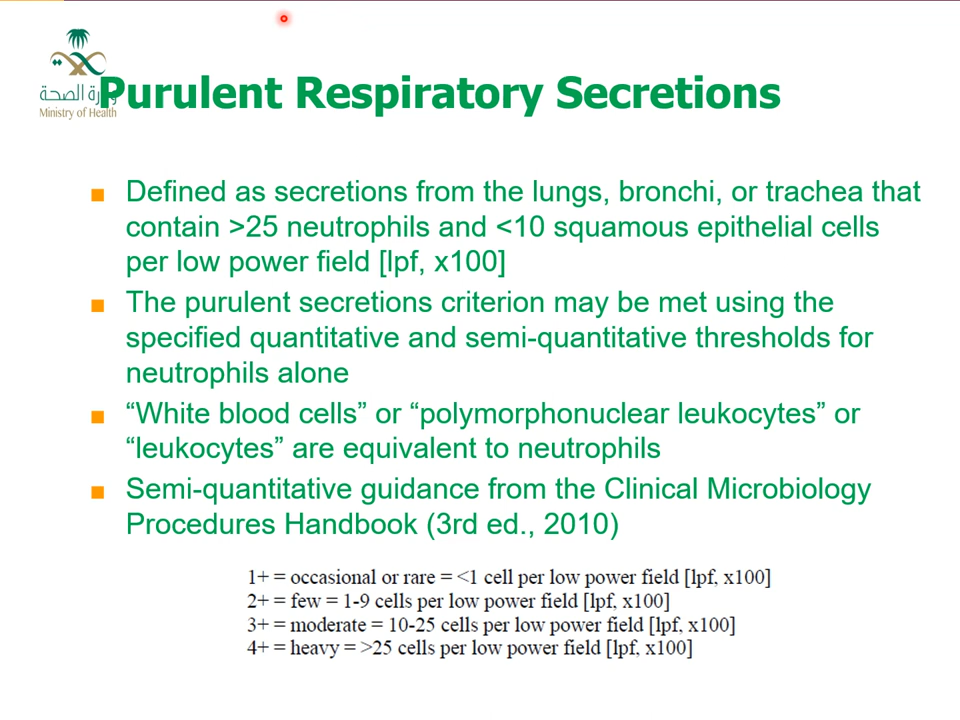 وزارة الصحة
Ministry of Health
Purulent Respiratory Secretions
Defined as secretions from the lungs, bronchi, or trachea that
contain >25 neutrophils and <10 squamous epithelial cells
per low power field [lpf, x100]
The purulent secretions criterion may be met using the
specified quantitative and semi-quantitative thresholds for
neutrophils alone
“White blood cells” or “polymorphonuclear leukocytes” or
“leukocytes” are equivalent to neutrophils
Semi-quantitative guidance from the Clinical Microbiology
Procedures Handbook (3rd ed., 2010)
1+ = occasional or rare = <1 cell per low power field [lpf, x100]
2+ = few = 1-9 cells per low power field [lpf, x100]
3+ = moderate = 10-25 cells per low power field [lpf, x100]
4+ = heavy = >25 cells per low power field [lpf, x100]